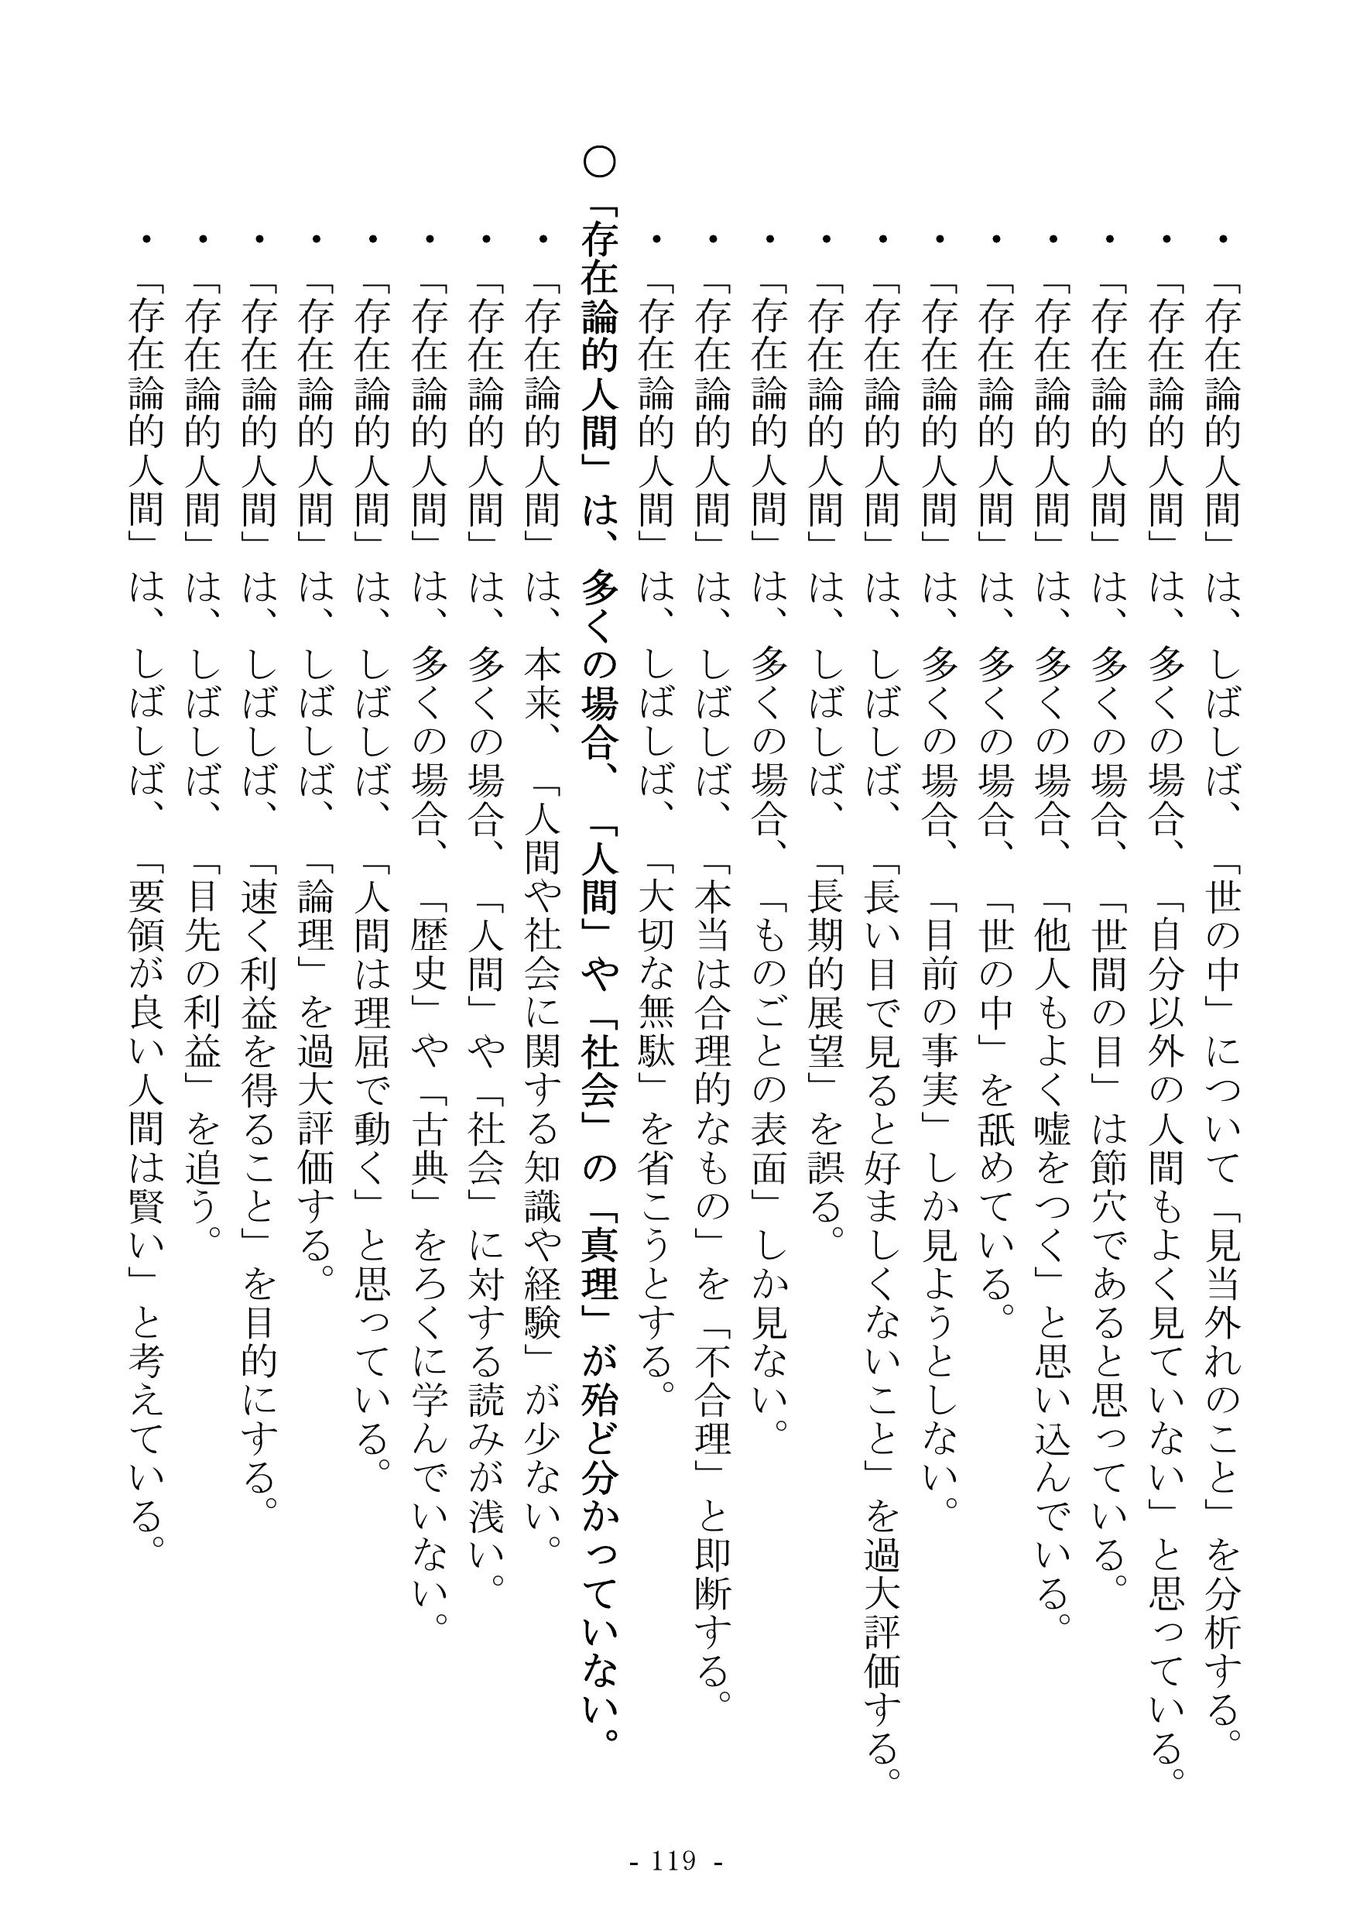 ・「存在論的人間」は、しばしば、「世の中」について「見当外れのこと」を分析する。
・「存在論的人間」は、多くの場合、「自分以外の人間もよく見ていない」と思っている。
・「存在論的人間」は、多くの場合、「世間の目」は節穴であると思っている。
・「存在論的人間」は、多くの場合、「他人もよく嘘をつく」と思い込んでいる。
・「存在論的人間」は、多くの場合、「世の中」を舐めている。
・「存在論的人間」は、多くの場合、「目前の事実」しか見ようとしない。
・「存在論的人間」は、しばしば、「長い目で見ると好ましくないこと」を過大評価する。
・「存在論的人間」は、しばしば、「長期的展望」を誤る。
・「存在論的人間」は、多くの場合、「ものごとの表面」しか見ない。
・「存在論的人間」は、しばしば、「本当は合理的なもの」を「不合理」と即断する。
・「存在論的人間」は、しばしば、「大切な無駄」を省こうとする。
○「存在論的人間」は、多くの場合、「人間」や「社会」の「真理」が殆ど分かっていない。
・「存在論的人間」は、本来、「人間や社会に関する知識や経験」が少ない。
・「存在論的人間」は、多くの場合、「人間」や「社会」に対する読みが浅い。
・「存在論的人間」は、多くの場合、「歴史」や「古典」をろくに学んでいない。
・「存在論的人間」は、しばしば、「人間は理屈で動く」と思っている。
・「存在論的人間」は、しばしば、「論理」を過大評価する。
・「存在論的人間」は、しばしば、「速く利益を得ること」を目的にする。
・「存在論的人間」は、しばしば、「目先の利益」を追う。
・「存在論的人間」は、しばしば、「要領が良い人間は賢い」と考えている。
- 119 -